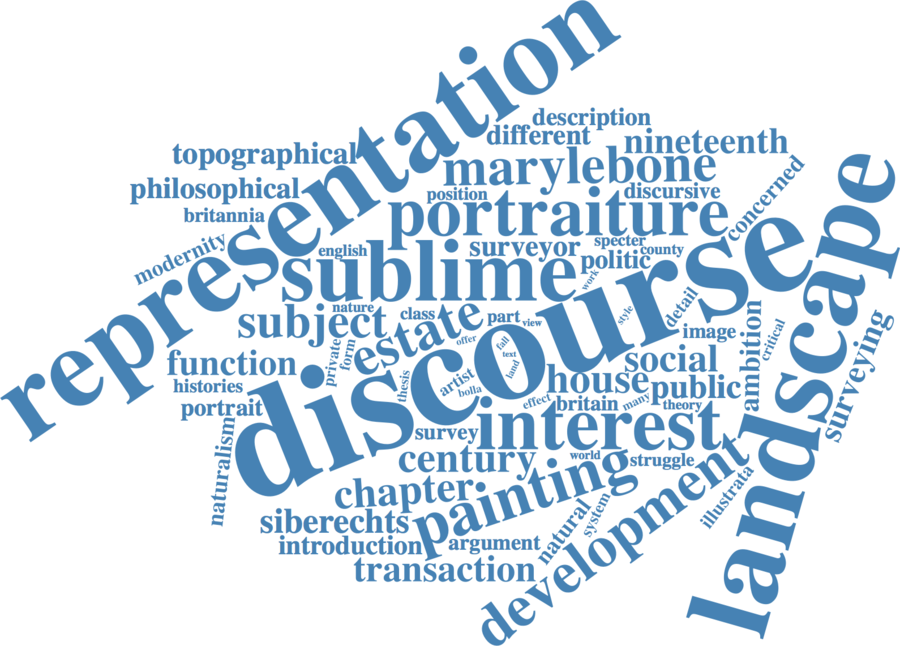 representation
description
different
nineteenth
topographical
marylebone
philosophical
position
discursive
concerned
britannia
portraiture
landscape
modernity
english
surveyor
specter
county
sublime
politic
work
discourse
nature
class
part
view
style
detail
subject
estate
offer
fall
text
image
ambition
critical
surveying
function
private
form
land
social
histories
thesis
artist
bolla
house
public
portrait
effect
britain
many
theory
naturalism
survey
interest
century
world
struggle
chapter
painting
development
illustrata
siberechts
natural
system
introduction
argument
transaction